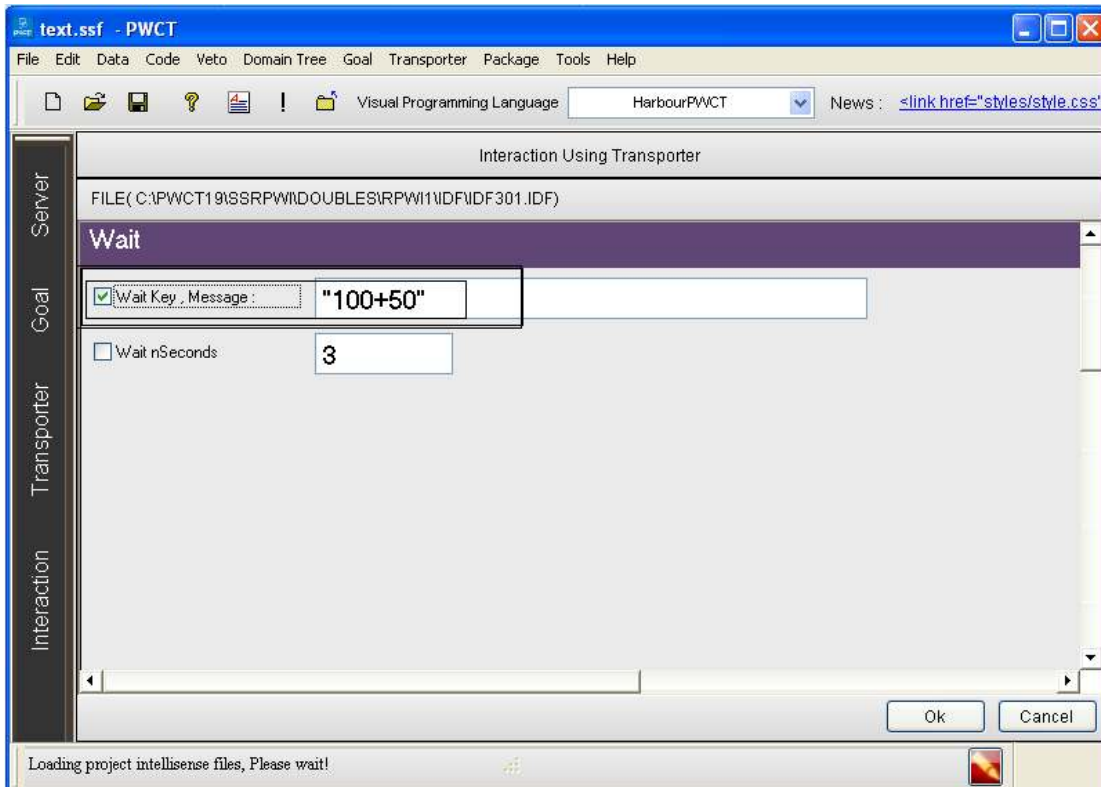 text.ssf - PWCT
File Edit Data Code Veto Domain Tree Goal Transporter Package Tools Help
Visual Programming Language HarbourPWCT News : <link href="styles/style.css"
Interaction Using Transporter
FILE( C:\PWCT19\SSRPWI\DOUBLES\RPWI1\IDF\IDF301.IDF)
Wait
Wait Key , Message : "100+50"
Wait nSeconds 3
Server
Goal
Transporter
Interaction
Ok Cancel
Loading project intellisense files, Please wait!